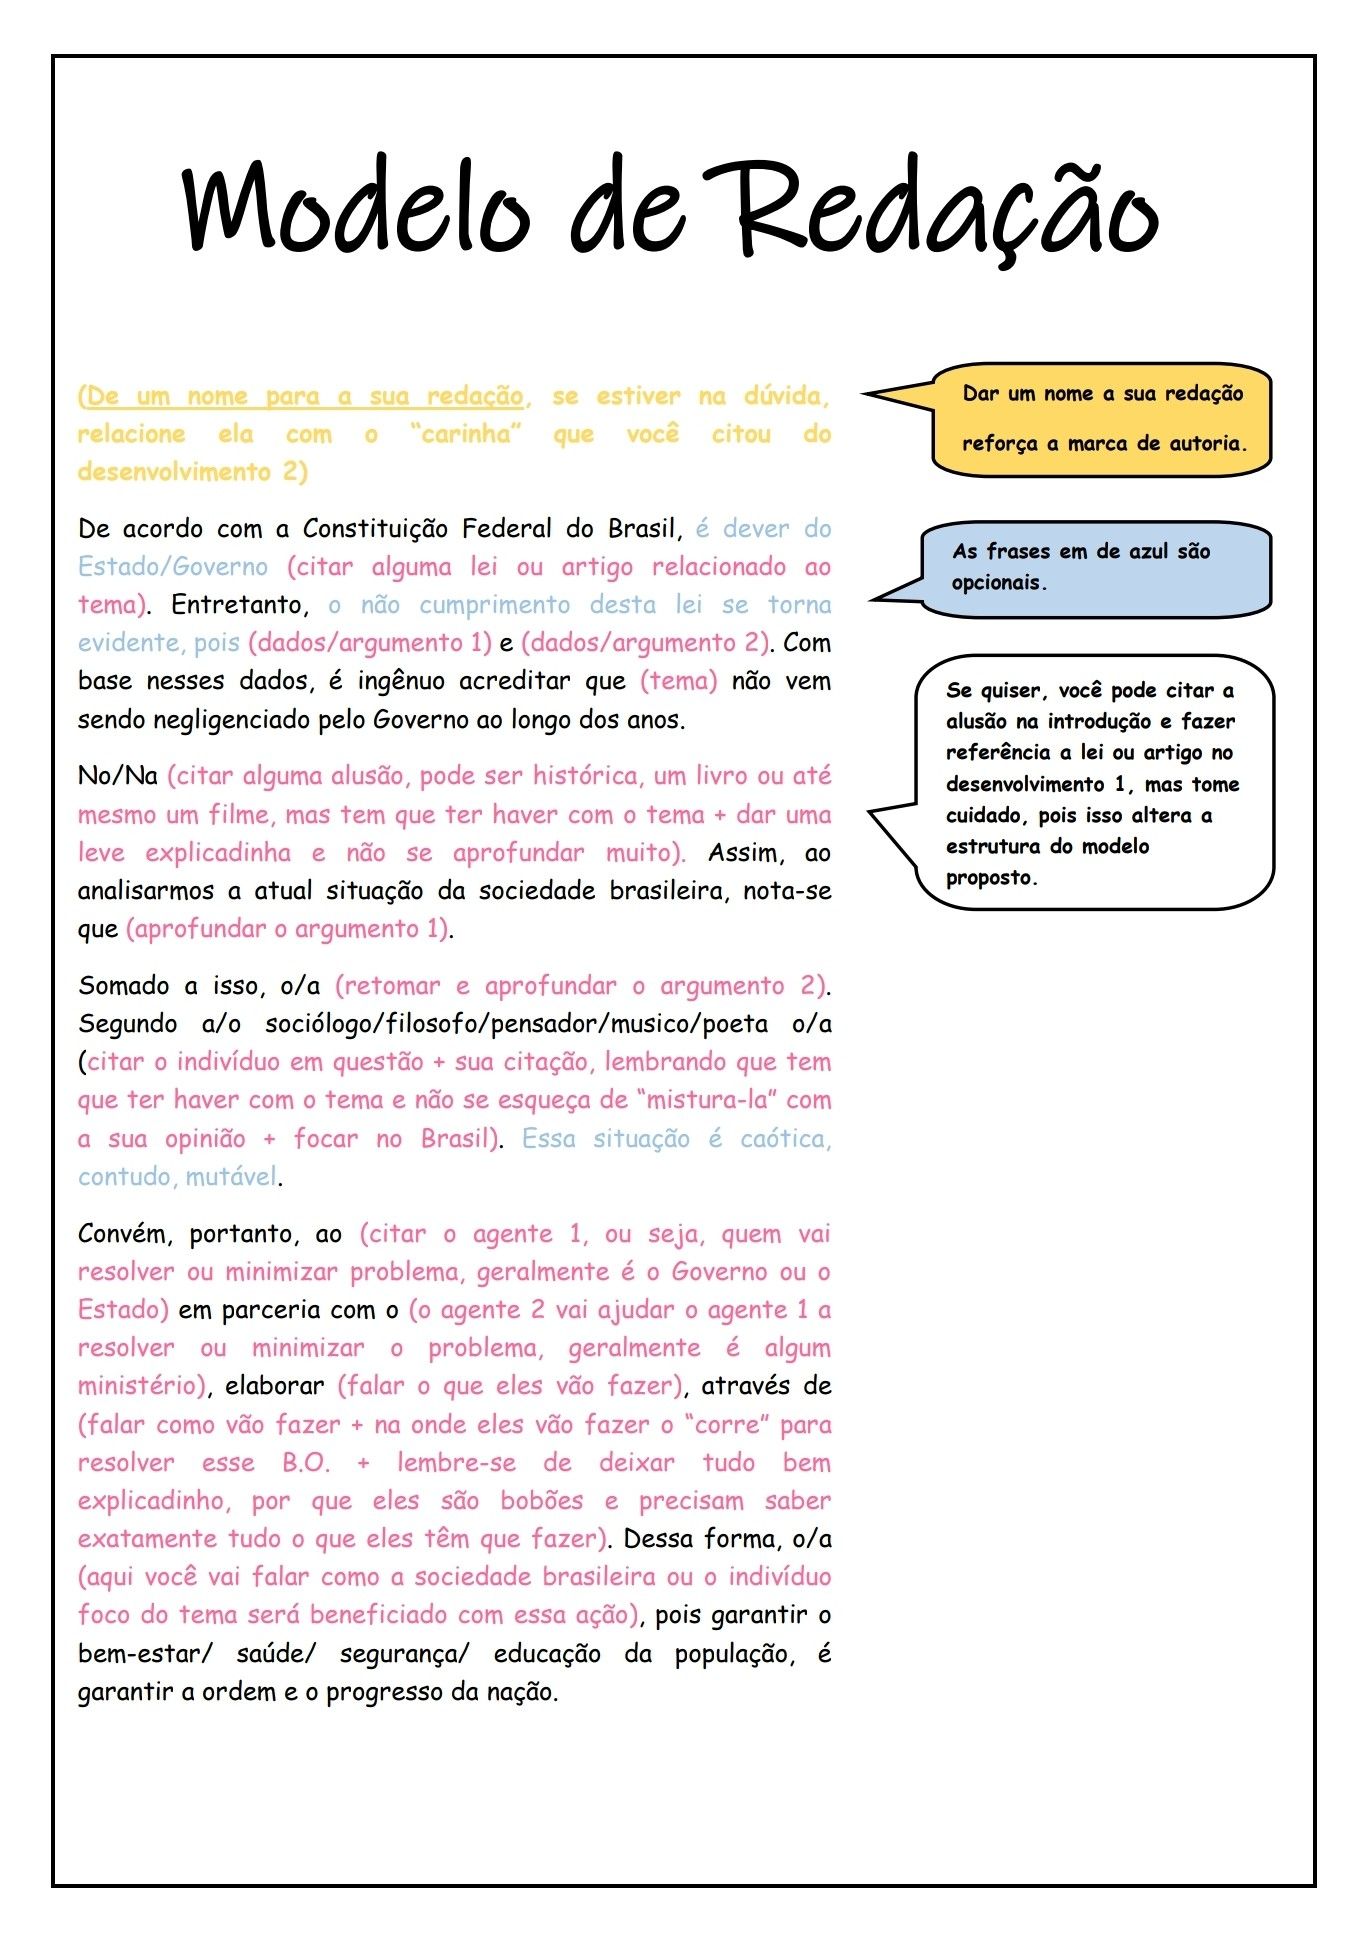 Modelo de Redação
(De um nome para a sua redação, se estiver na dúvida,
relacione ela com o “carinha” que você citou do
desenvolvimento 2)
De acordo com a Constituição Federal do Brasil, é dever do
Estado/Governo (citar alguma lei ou artigo relacionado ao
tema). Entretanto, o não cumprimento desta lei se torna
evidente, pois (dados/argumento 1) e (dados/argumento 2). Com
base nesses dados, é ingênuo acreditar que (tema) não vem
sendo negligenciado pelo Governo ao longo dos anos.
No/Na (citar alguma alusão, pode ser histórica, um livro ou até
mesmo um filme, mas tem que ter haver com o tema + dar uma
leve explicadinha e não se aprofundar muito). Assim, ao
analisarmos a atual situação da sociedade brasileira, nota-se
que (aprofundar o argumento 1).
Somado a isso, o/a (retomar e aprofundar o argumento 2).
Segundo a/o sociólogo/filosofo/pensador/musico/poeta o/a
(citar o indivíduo em questão + sua citação, lembrando que tem
que ter haver com o tema e não se esqueça de “mistura-la” com
a sua opinião + focar no Brasil). Essa situação é caótica,
contudo, mutável.
Convém, portanto, ao (citar o agente 1, ou seja, quem vai
resolver ou minimizar problema, geralmente é o Governo ou o
Estado) em parceria com o (o agente 2 vai ajudar o agente 1 a
resolver ou minimizar o problema, geralmente é algum
ministério), elaborar (falar o que eles vão fazer), através de
(falar como vão fazer + na onde eles vão fazer o “corre” para
resolver esse B.O. + lembre-se de deixar tudo bem
explicadinho, por que eles são bobões e precisam saber
exatamente tudo o que eles têm que fazer). Dessa forma, o/a
(aqui você vai falar como a sociedade brasileira ou o indivíduo
foco do tema será beneficiado com essa ação), pois garantir o
bem-estar/ saúde/ segurança/ educação da população, é
garantir a ordem e o progresso da nação.
Dar um nome a sua redação
reforça a marca de autoria.
As frases em de azul são
opcionais.
Se quiser, você pode citar a
alusão na introdução e fazer
referência a lei ou artigo no
desenvolvimento 1, mas tome
cuidado, pois isso altera a
estrutura do modelo
proposto.